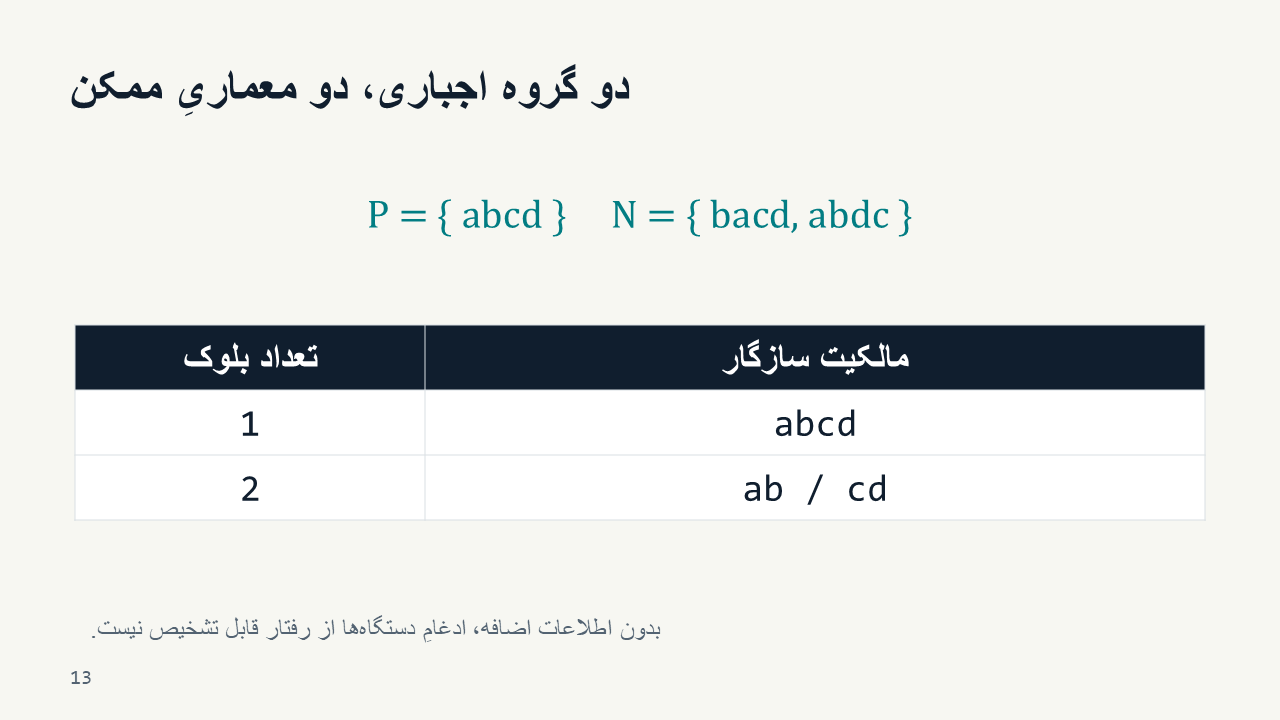 دو گروه اجباری، دو معماریِ ممکن
P = { abcd }    N = { bacd, abdc }
تعداد بلوک	مالکیت سازگار
1	abcd
2	ab / cd
بدون اطلاعات اضافه، ادغامِ دستگاه‌ها از رفتار قابل تشخیص نیست.
13